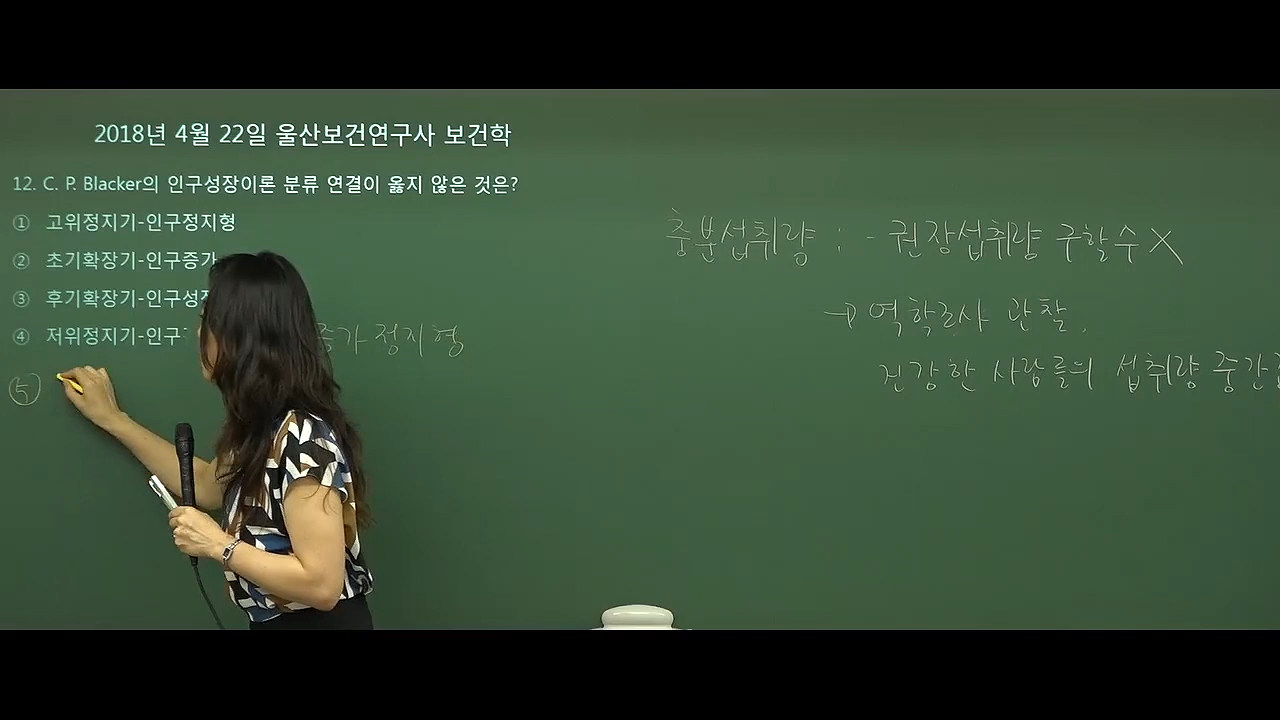 2018년 4월 22일 울산보건연구사 보건학
12. C. P. Blacker의 인구성장이론 분류 연결이 옳지 않은 것은?
① 고위정지기-인구정지형
② 초기확장기-인구증가
③ 후기확장기-인구성장
④ 저위정지기-인구 증가 정지형
⑤
충분섭취량 : - 권장섭취량 구할수 X
→ 역학조사 관찰,
건강한 사람들의 섭취량 중간